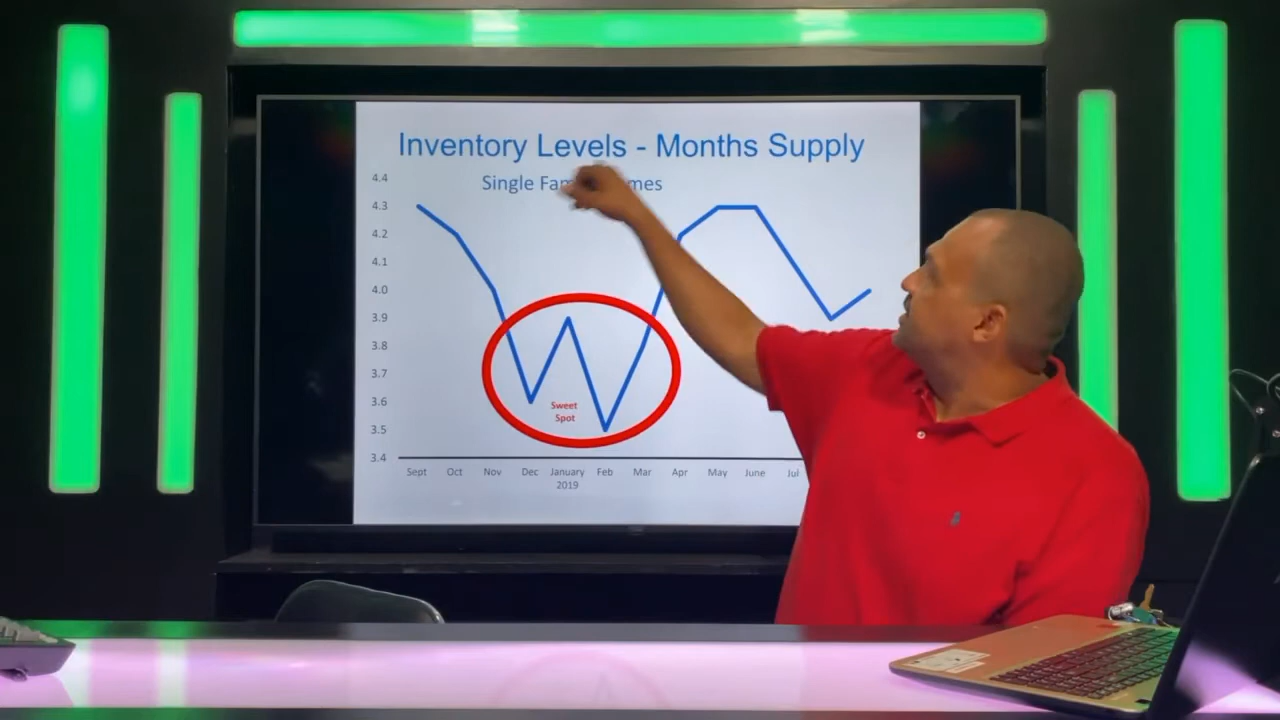 Inventory Levels - Months Supply
Single
4.4
4.3
4.2
4.1
4.0
3.9
3.8
3.7
3.6
3.5
3.4
Sweet
Spot
Sept Oct Nov Dec January Feb Mar Apr May June Jul
2019